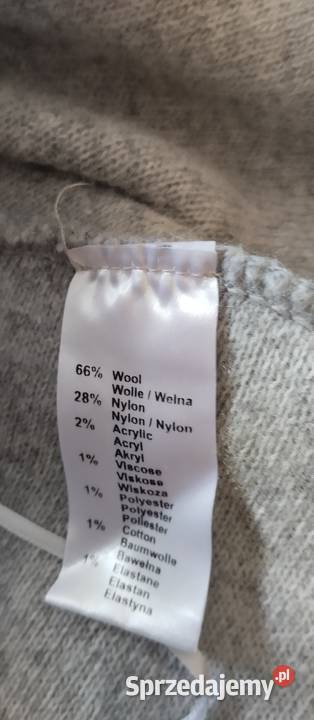 66% Wool
Wolle / Wełna
28% Nylon
Nylon / Nylon
2% Acrylic
Acryl
Akryl
1% Viscose
Viskose
Wiskoza
1% Polyester
Polyester
Poliester
1% Cotton
Baumwolle
Bawełna
1% Elastane
Elastan
Elastyna
Sprzedajemy.pl